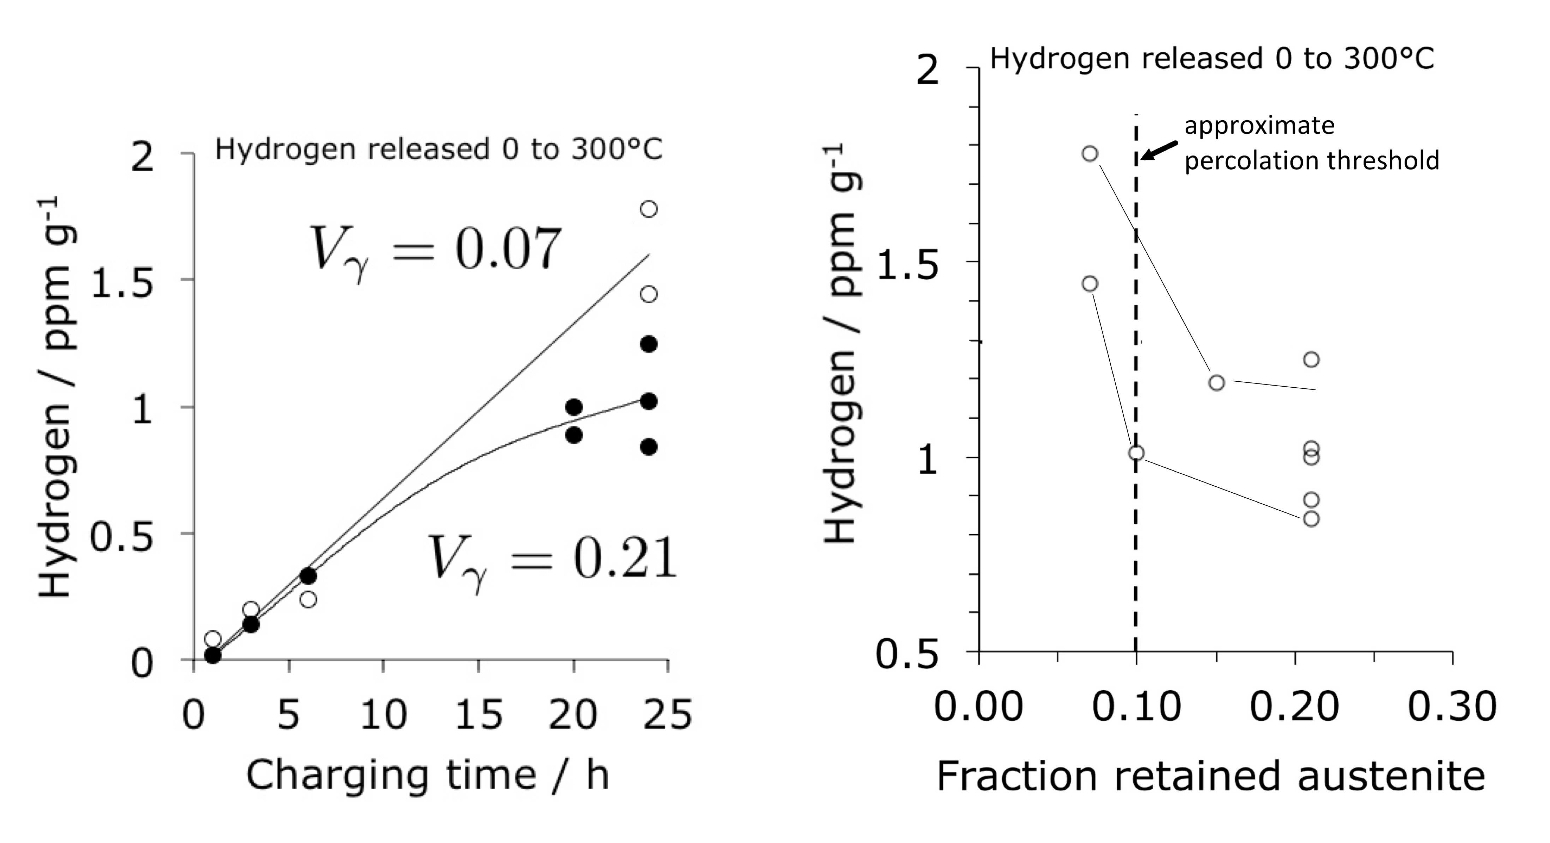 Hydrogen released 0 to 300°C
2
1.5
1
0.5
0
Hydrogen / ppm g⁻¹
V_γ = 0.07
V_γ = 0.21
0 5 10 15 20 25
Charging time / h
Hydrogen released 0 to 300°C
2
1.5
1
0.5
Hydrogen / ppm g⁻¹
approximate
percolation threshold
0.00 0.10 0.20 0.30
Fraction retained austenite